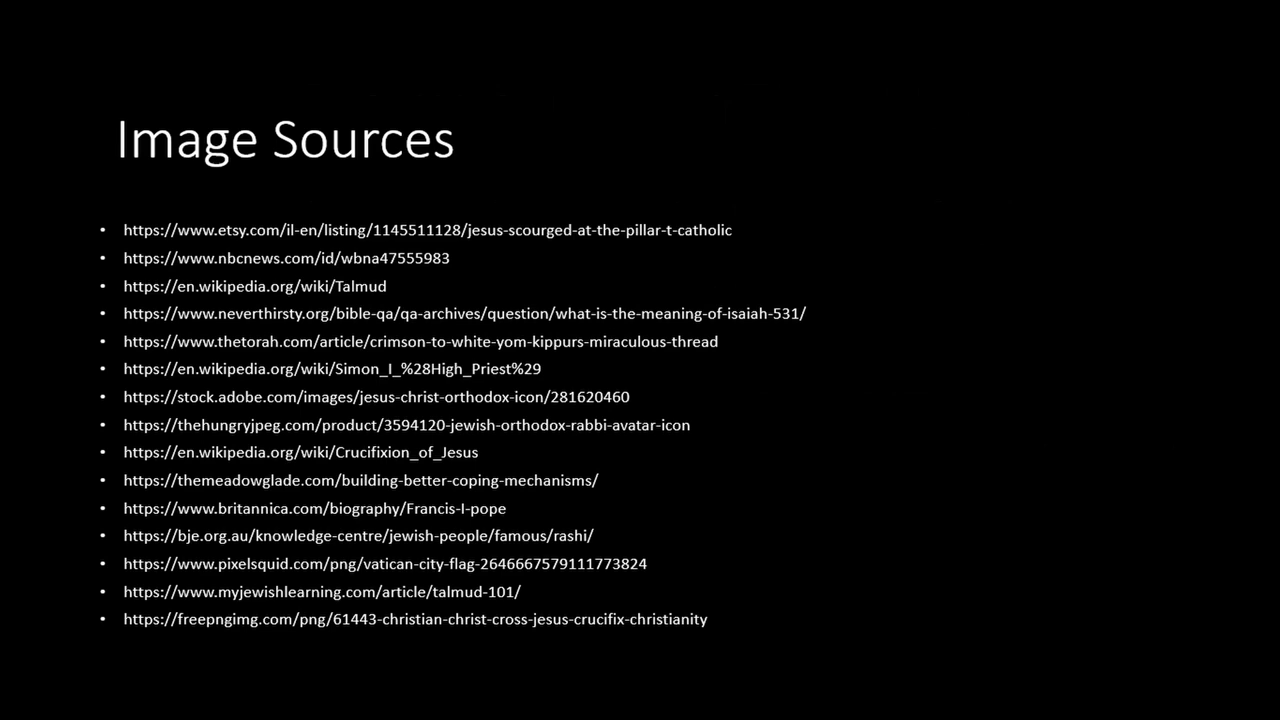 Image Sources
• https://www.etsy.com/il-en/listing/1145511128/jesus-scourged-at-the-pillar-t-catholic
• https://www.nbcnews.com/id/wbna47555983
• https://en.wikipedia.org/wiki/Talmud
• https://www.neverthirsty.org/bible-qa/qa-archives/question/what-is-the-meaning-of-isaiah-531/
• https://www.thetorah.com/article/crimson-to-white-yom-kippurs-miraculous-thread
• https://en.wikipedia.org/wiki/Simon_I_%28High_Priest%29
• https://stock.adobe.com/images/jesus-christ-orthodox-icon/281620460
• https://thehungryjpeg.com/product/3594120-jewish-orthodox-rabbi-avatar-icon
• https://en.wikipedia.org/wiki/Crucifixion_of_Jesus
• https://themeadowglade.com/building-better-coping-mechanisms/
• https://www.britannica.com/biography/Francis-I-pope
• https://bje.org.au/knowledge-centre/jewish-people/famous/rashi/
• https://www.pixelsquid.com/png/vatican-city-flag-2646667579111773824
• https://www.myjewishlearning.com/article/talmud-101/
• https://freepngimg.com/png/61443-christian-christ-cross-jesus-crucifix-christianity